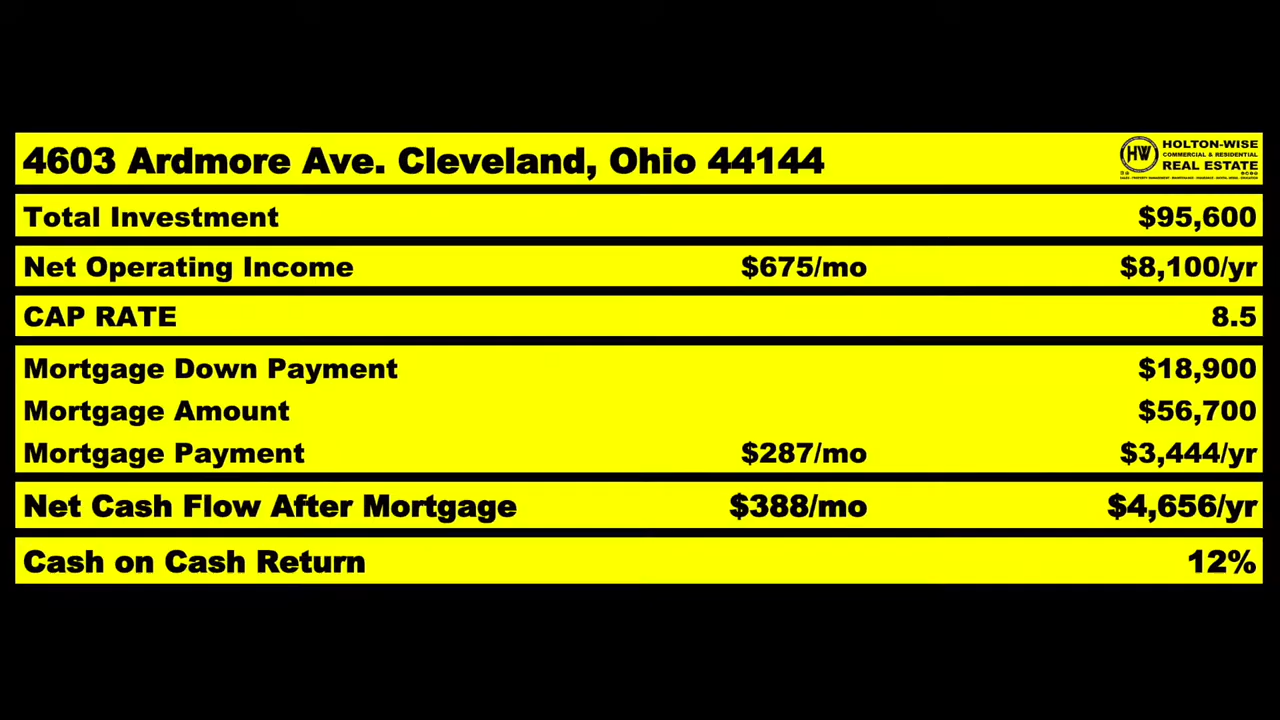 4603 Ardmore Ave. Cleveland, Ohio 44144
HW
HOLTON-WISE
COMMERCIAL & RESIDENTIAL
REAL ESTATE
Total Investment $95,600
Net Operating Income $675/mo $8,100/yr
CAP RATE 8.5
Mortgage Down Payment $18,900
Mortgage Amount $56,700
Mortgage Payment $287/mo $3,444/yr
Net Cash Flow After Mortgage $388/mo $4,656/yr
Cash on Cash Return 12%